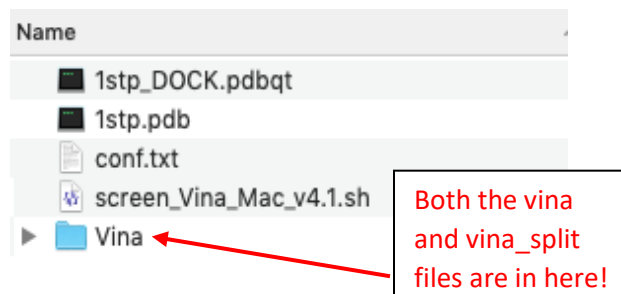 Name
1stp_DOCK.pdbqt
1stp.pdb
conf.txt
screen_Vina_Mac_v4.1.sh
Vina
Both the vina
and vina_split
files are in here!